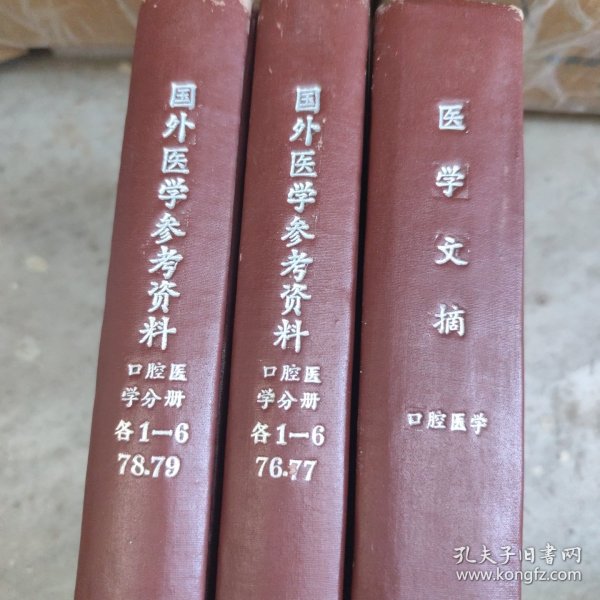 国外医学参考资料
口腔医
学分册
各1-6
78.79
国外医学参考资料
口腔医
学分册
各1-6
76.77
医学文摘
口腔医学
孔夫子旧书网
www.kongfz.com